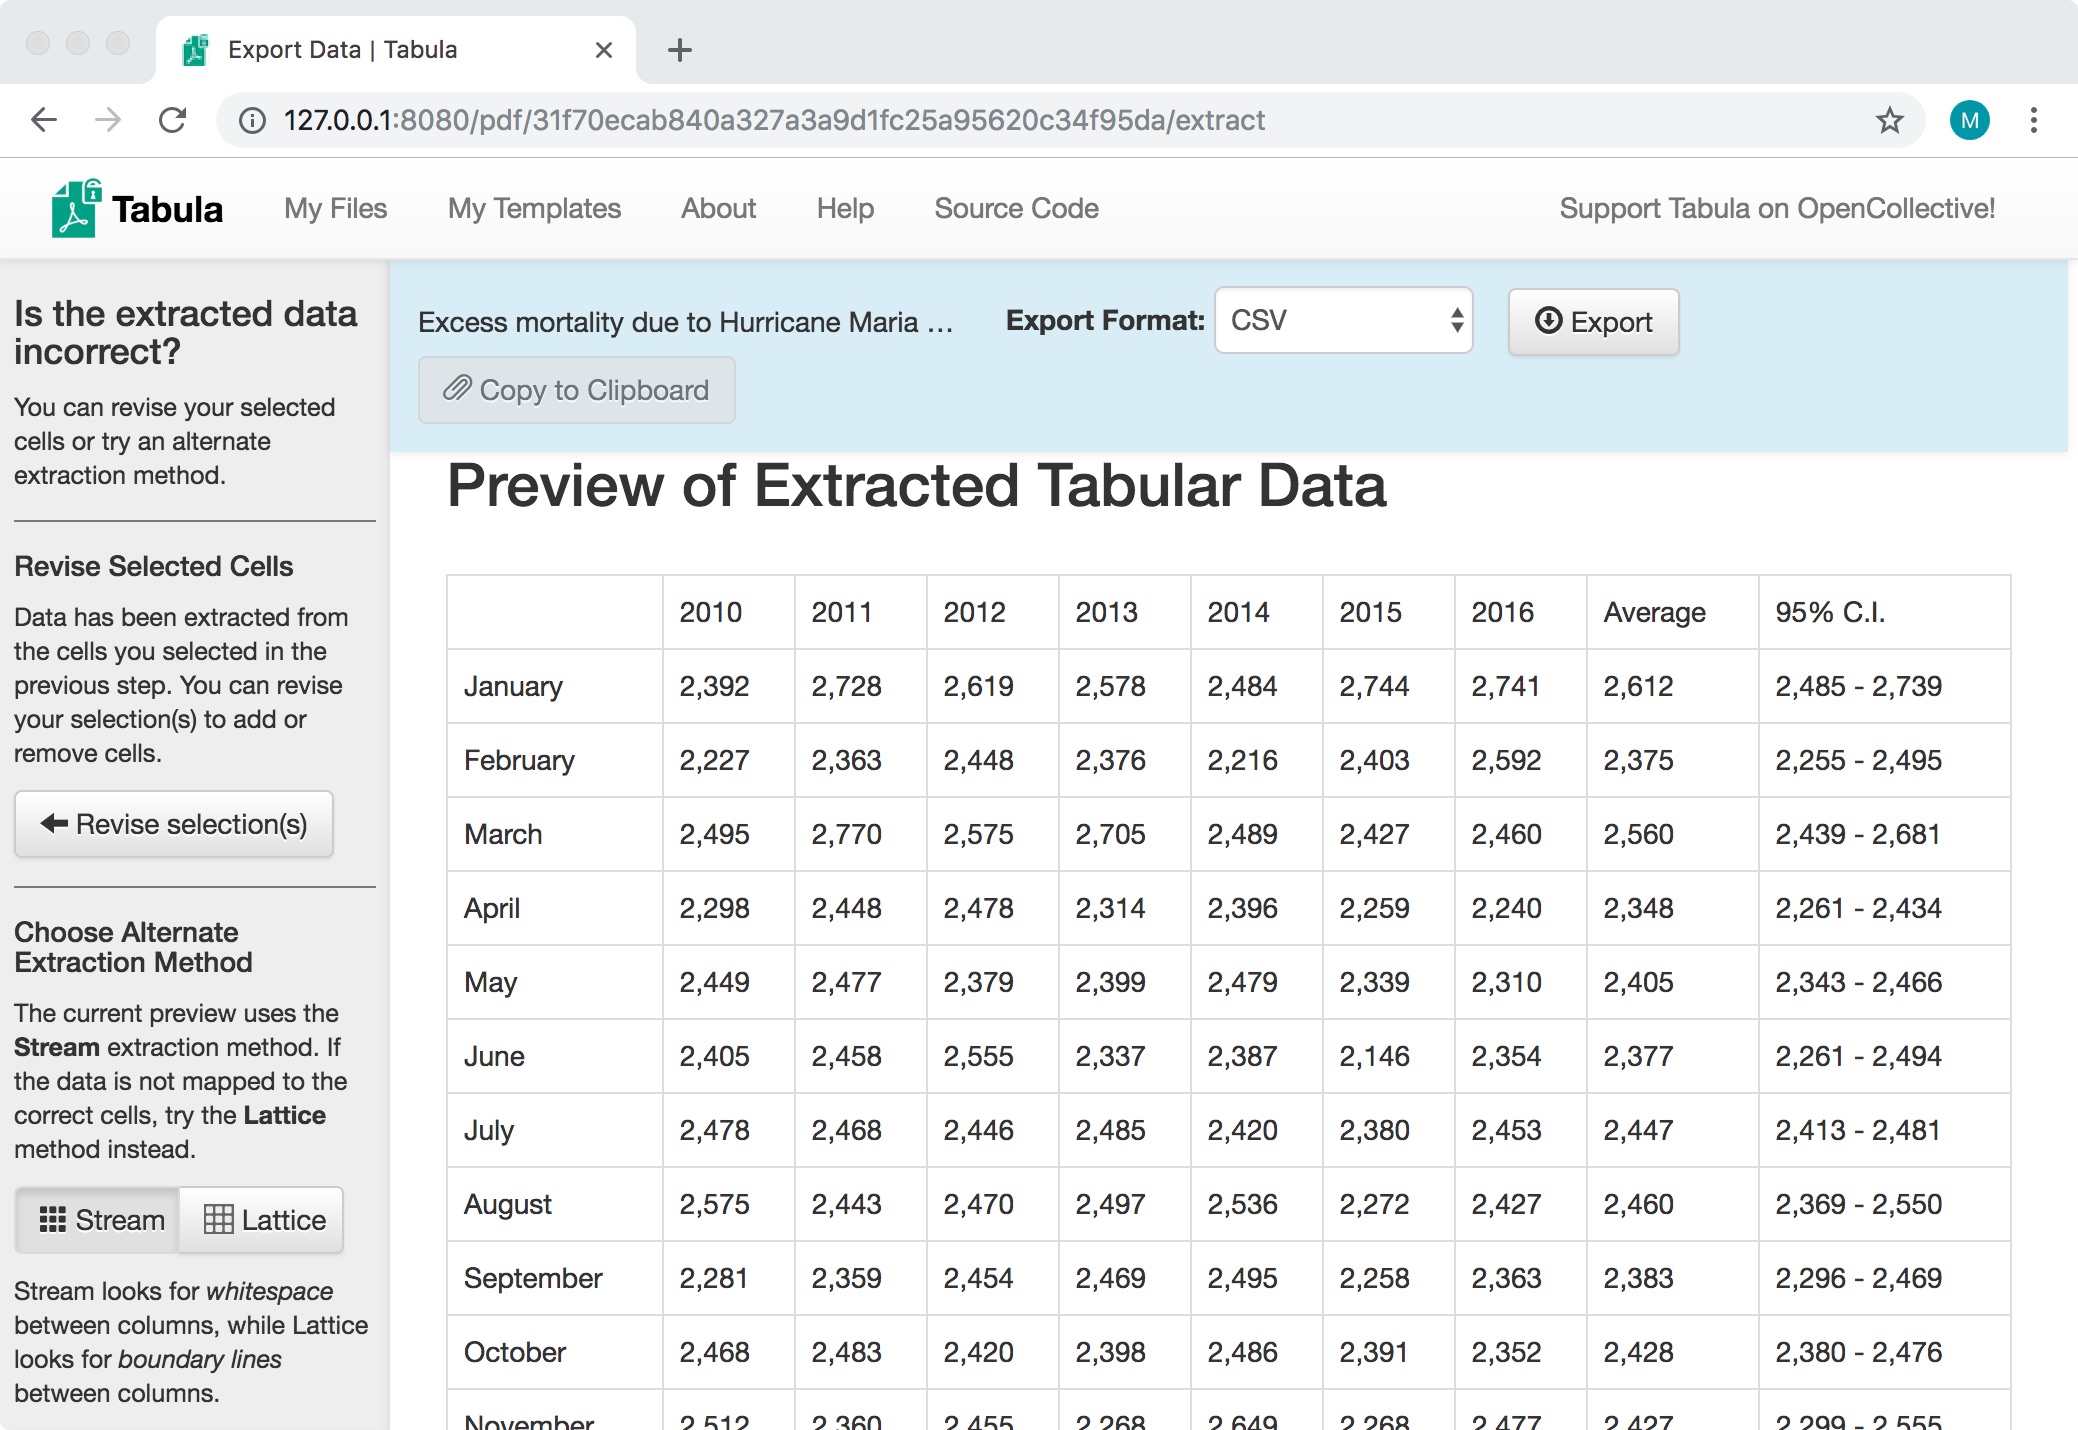 Export Data | Tabula
127.0.0.1:8080/pdf/31f70ecab840a327a3a9d1fc25a95620c34f95da/extract
M
Tabula My Files My Templates About Help Source Code Support Tabula on OpenCollective!
Is the extracted data
incorrect?
You can revise your selected
cells or try an alternate
extraction method.
Revise Selected Cells
Data has been extracted from
the cells you selected in the
previous step. You can revise
your selection(s) to add or
remove cells.
Revise selection(s)
Choose Alternate
Extraction Method
The current preview uses the
Stream extraction method. If
the data is not mapped to the
correct cells, try the Lattice
method instead.
Stream Lattice
Stream looks for whitespace
between columns, while Lattice
looks for boundary lines
between columns.
Excess mortality due to Hurricane Maria ... Export Format: CSV Export
Copy to Clipboard
Preview of Extracted Tabular Data
2010 2011 2012 2013 2014 2015 2016 Average 95% C.I.
January 2,392 2,728 2,619 2,578 2,484 2,744 2,741 2,612 2,485 - 2,739
February 2,227 2,363 2,448 2,376 2,216 2,403 2,592 2,375 2,255 - 2,495
March 2,495 2,770 2,575 2,705 2,489 2,427 2,460 2,560 2,439 - 2,681
April 2,298 2,448 2,478 2,314 2,396 2,259 2,240 2,348 2,261 - 2,434
May 2,449 2,477 2,379 2,399 2,479 2,339 2,310 2,405 2,343 - 2,466
June 2,405 2,458 2,555 2,337 2,387 2,146 2,354 2,377 2,261 - 2,494
July 2,478 2,468 2,446 2,485 2,420 2,380 2,453 2,447 2,413 - 2,481
August 2,575 2,443 2,470 2,497 2,536 2,272 2,427 2,460 2,369 - 2,550
September 2,281 2,359 2,454 2,469 2,495 2,258 2,363 2,383 2,296 - 2,469
October 2,468 2,483 2,420 2,398 2,486 2,391 2,352 2,428 2,380 - 2,476
November 2,512 2,360 2,455 2,268 2,649 2,268 2,477 2,427 2,299 - 2,555